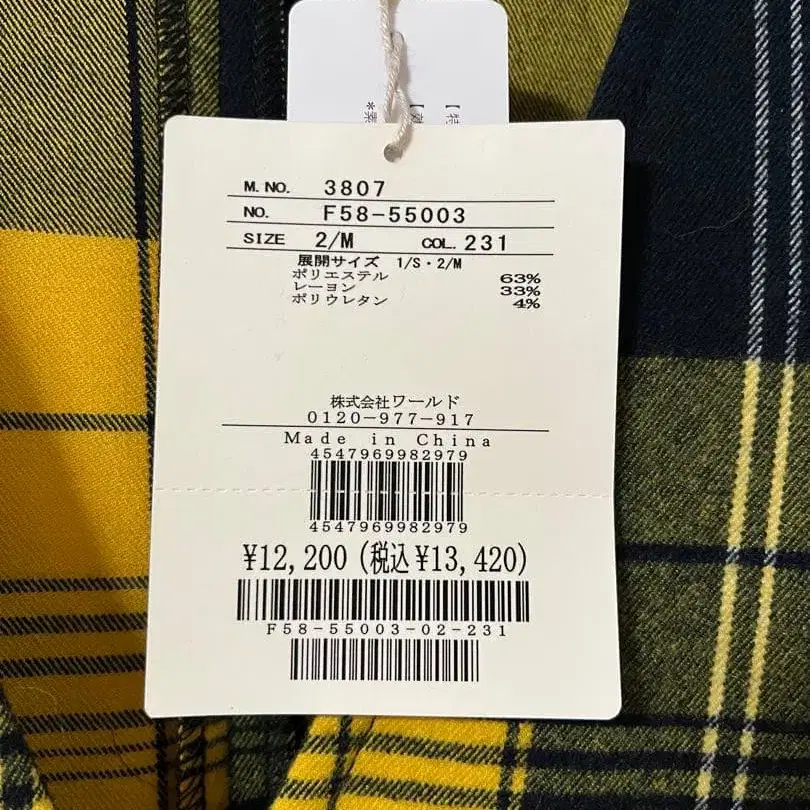 【特
【水
M. NO. 3807
NO. F58-55003
SIZE 2/M COL. 231
展開サイズ 1/S・2/M
ポリエステル 63%
レーヨン 33%
ポリウレタン 4%
株式会社ワールド
0120-977-917
Made in China
4547969982979
4547969982979
¥12,200(税込¥13,420)
F58-55003-02-231